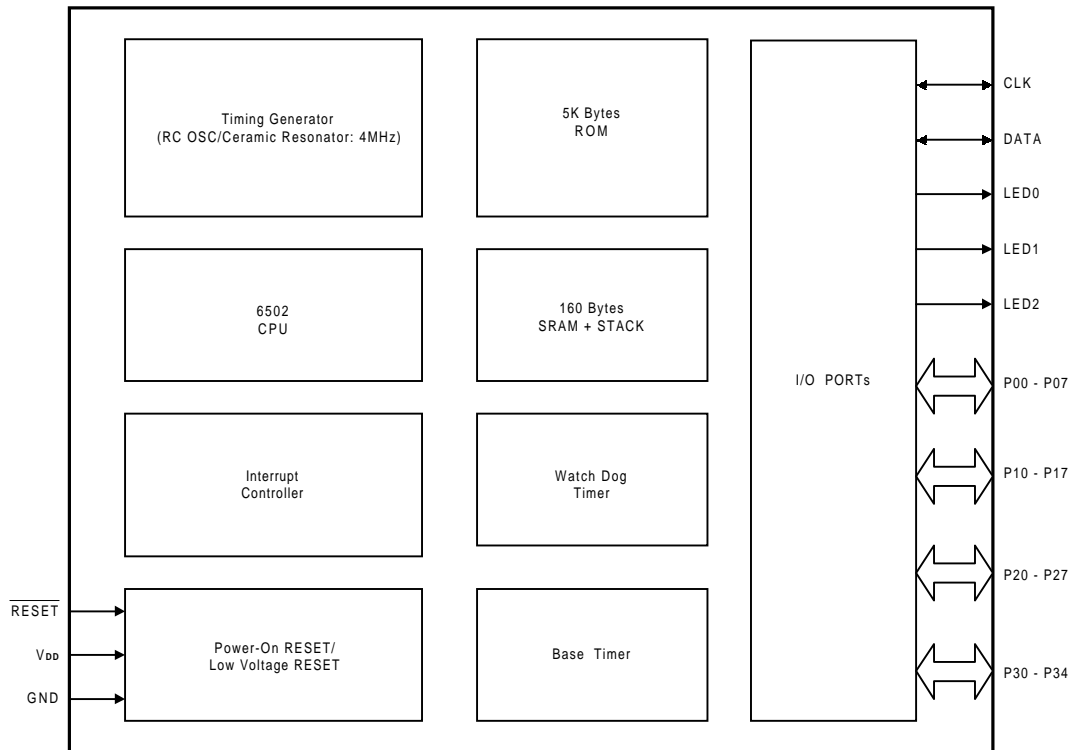 Timing Generator
(RC OSC/Ceramic Resonator: 4MHz)
5K Bytes
ROM
6502
CPU
160 Bytes
SRAM + STACK
Interrupt
Controller
Watch Dog
Timer
Power-On RESET/
Low Voltage RESET
Base Timer
I/O PORTs
RESET
VDD
GND
CLK
DATA
LED0
LED1
LED2
P00 - P07
P10 - P17
P20 - P27
P30 - P34